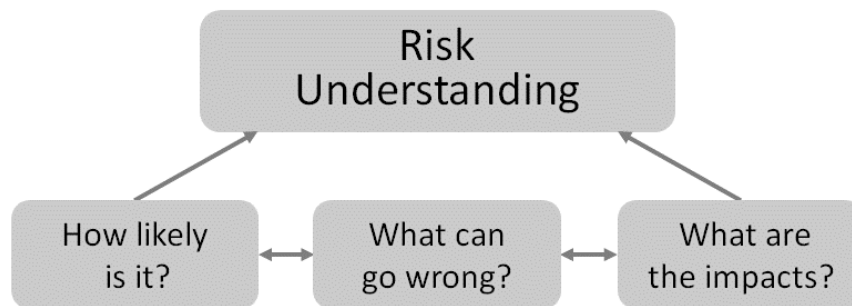 Risk
Understanding
How likely
is it?
What can
go wrong?
What are
the impacts?